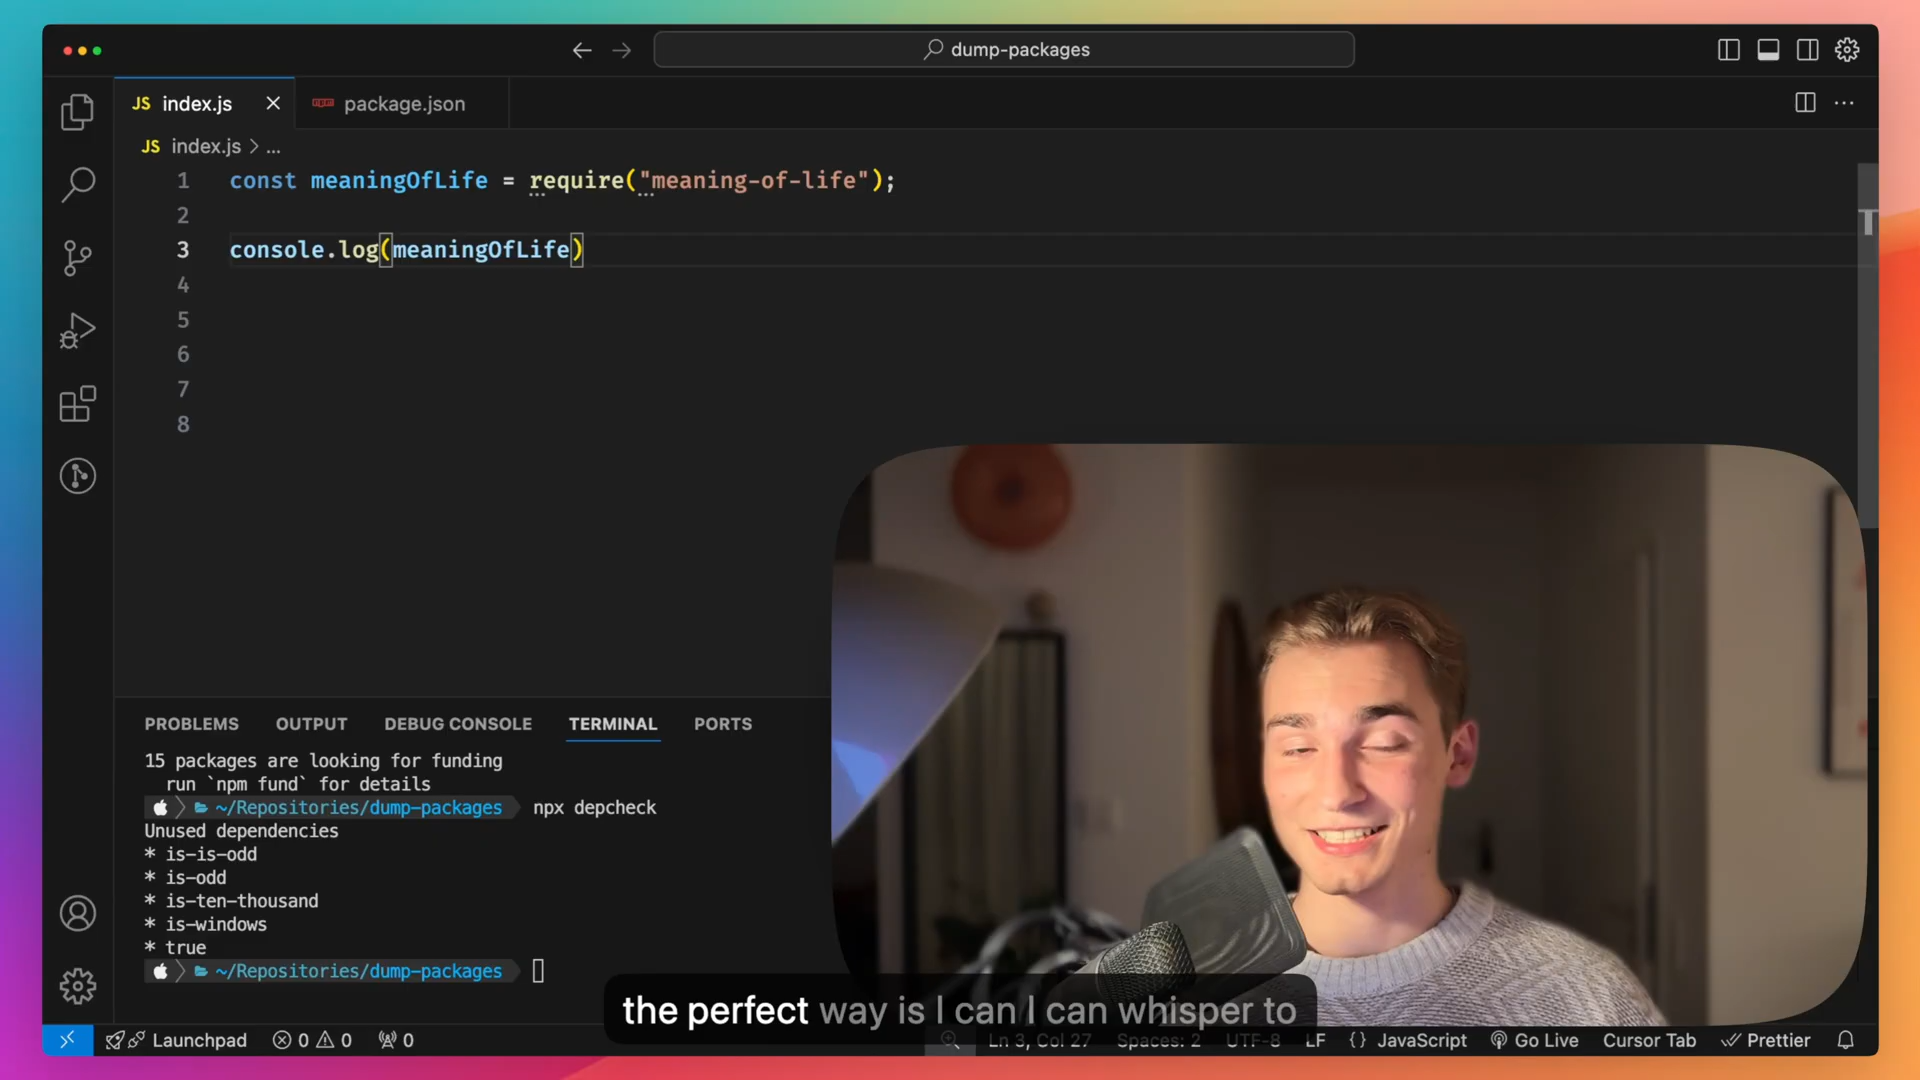 dump-packages
JS index.js
package.json
JS index.js > ...
1 const meaningOfLife = require("meaning-of-life");
2
3 console.log(meaningOfLife)
4
5
6
7
8
PROBLEMS OUTPUT DEBUG CONSOLE TERMINAL PORTS
15 packages are looking for funding
run `npm fund` for details
~/Repositories/dump-packages npx depcheck
Unused dependencies
* is-is-odd
* is-odd
* is-ten-thousand
* is-windows
* true
~/Repositories/dump-packages
the perfect way is I can I can whisper to
Launchpad 0 0 0 Ln 3, Col 27 Spaces: 2 UTF-8 LF {} JavaScript Go Live Cursor Tab Prettier